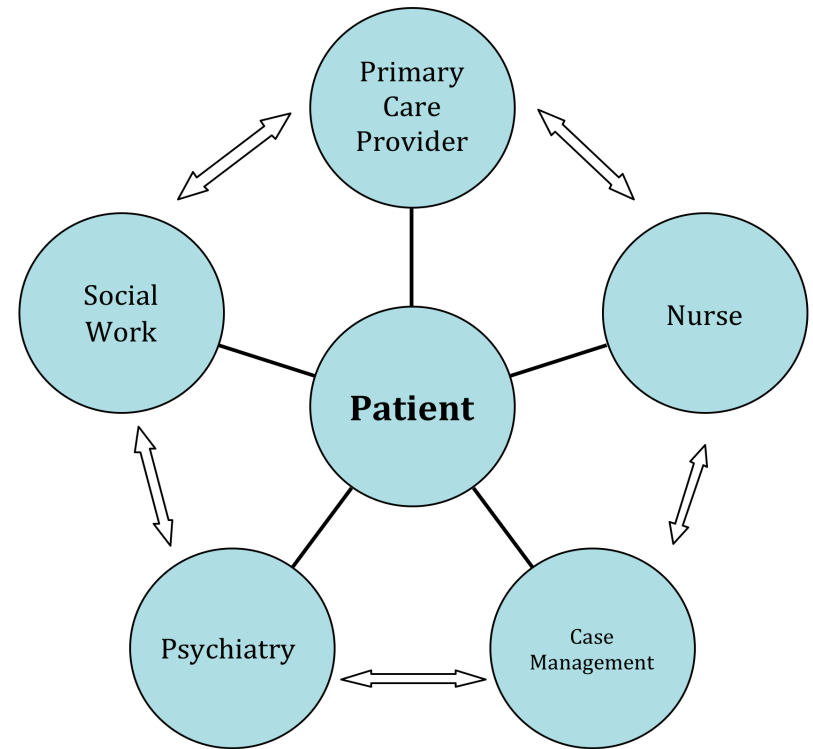 Primary
Care
Provider
Social
Work
Nurse
Patient
Psychiatry
Case
Management